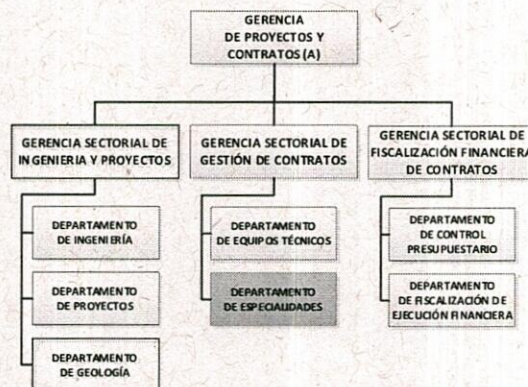 GERENCIA
DE PROYECTOS Y
CONTRATOS (A)
GERENCIA SECTORIAL DE
INGENIERIA Y PROYECTOS
DEPARTAMENTO
DE INGENIERÍA
DEPARTAMENTO
DE PROYECTOS
DEPARTAMENTO
DE GEOLOGÍA
GERENCIA SECTORIAL DE
GESTIÓN DE CONTRATOS
DEPARTAMENTO
DE EQUIPOS TÉCNICOS
DEPARTAMENTO
DE ESPECIALIDADES
GERENCIA SECTORIAL DE
FISCALIZACIÓN FINANCIERA
DE CONTRATOS
DEPARTAMENTO
DE CONTROL
PRESUPUESTARIO
DEPARTAMENTO
DE FISCALIZACIÓN DE
EJECUCIÓN FINANCIERA